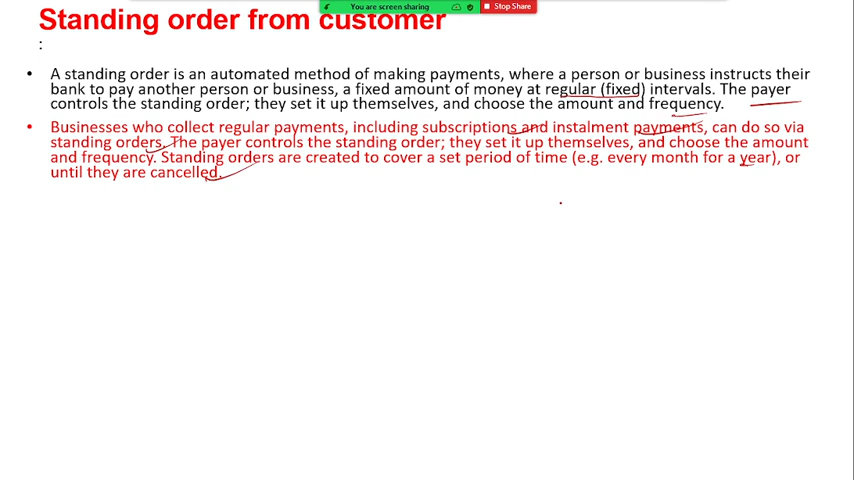 Standing order from customer
You are screen sharing
Stop Share
:
• A standing order is an automated method of making payments, where a person or business instructs their
bank to pay another person or business, a fixed amount of money at regular (fixed) intervals. The payer
controls the standing order; they set it up themselves, and choose the amount and frequency.
• Businesses who collect regular payments, including subscriptions and instalment payments, can do so via
standing orders. The payer controls the standing order; they set it up themselves, and choose the amount
and frequency. Standing orders are created to cover a set period of time (e.g. every month for a year), or
until they are cancelled.